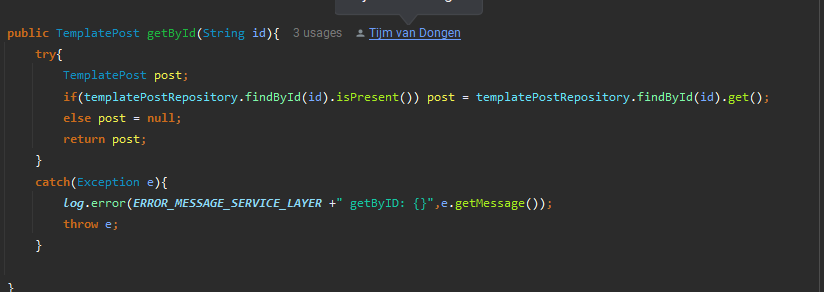 public TemplatePost getById(String id){ 3 usages Tijm van Dongen
try{
TemplatePost post;
if(templatePostRepository.findById(id).isPresent()) post = templatePostRepository.findById(id).get();
else post = null;
return post;
}
catch(Exception e){
log.error(ERROR_MESSAGE_SERVICE_LAYER +" getByID: {}",e.getMessage());
throw e;
}
}